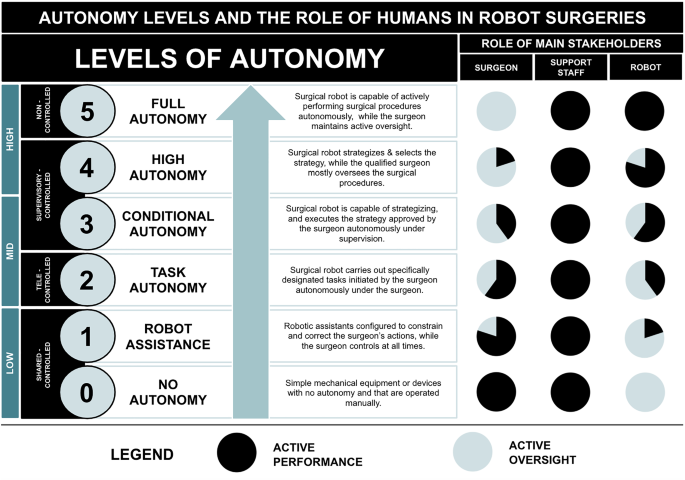 AUTONOMY LEVELS AND THE ROLE OF HUMANS IN ROBOT SURGERIES
LEVELS OF AUTONOMY
ROLE OF MAIN STAKEHOLDERS
SURGEON
SUPPORT
STAFF
ROBOT
HIGH
NON -
CONTROLLED
5
FULL
AUTONOMY
Surgical robot is capable of actively
performing surgical procedures
autonomously, while the surgeon
maintains active oversight.
SUPERVISORY -
CONTROLLED
4
HIGH
AUTONOMY
Surgical robot strategizes & selects the
strategy, while the qualified surgeon
mostly oversees the surgical
procedures.
MID
3
CONDITIONAL
AUTONOMY
Surgical robot is capable of strategizing,
and executes the strategy approved by
the surgeon autonomously under
supervision.
TELE -
CONTROLLED
2
TASK
AUTONOMY
Surgical robot carries out specifically
designated tasks initiated by the surgeon
autonomously under the surgeon.
LOW
SHARED -
CONTROLLED
1
ROBOT
ASSISTANCE
Robotic assistants configured to constrain
and correct the surgeon's actions, while
the surgeon controls at all times.
0
NO
AUTONOMY
Simple mechanical equipment or devices
with no autonomy and that are operated
manually.
LEGEND
ACTIVE
PERFORMANCE
ACTIVE
OVERSIGHT